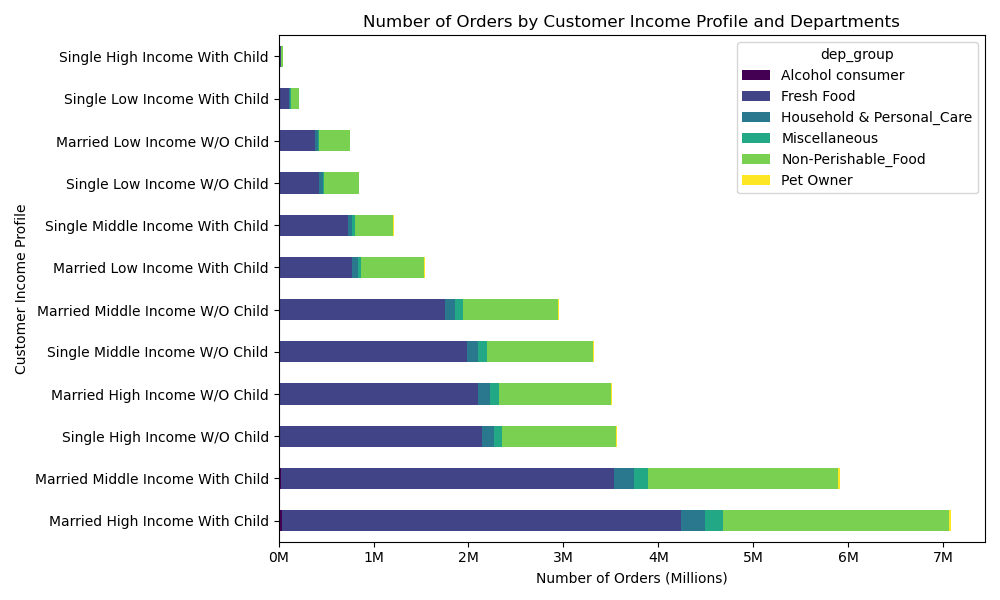 Number of Orders by Customer Income Profile and Departments
dep_group
Alcohol consumer
Fresh Food
Household & Personal_Care
Miscellaneous
Non-Perishable_Food
Pet Owner
Customer Income Profile
Single High Income With Child
Single Low Income With Child
Married Low Income W/O Child
Single Low Income W/O Child
Single Middle Income With Child
Married Low Income With Child
Married Middle Income W/O Child
Single Middle Income W/O Child
Married High Income W/O Child
Single High Income W/O Child
Married Middle Income With Child
Married High Income With Child
0M 1M 2M 3M 4M 5M 6M 7M
Number of Orders (Millions)